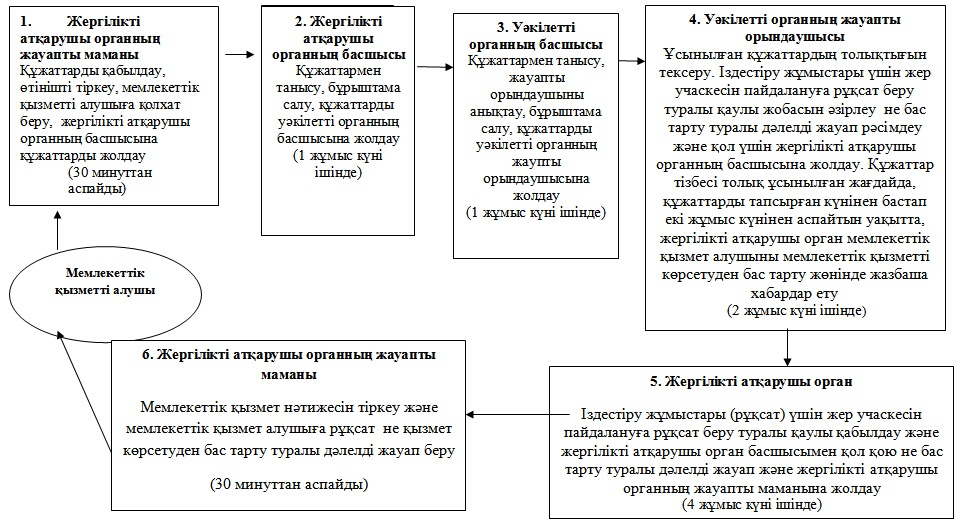 1. Жергілікті
атқарушы органның
жауапты маманы
Құжаттарды қабылдау,
өтінішті тіркеу, мемлекеттік
қызметті алушыға қолхат
беру, жергілікті атқарушы
органның басшысына
құжаттарды жолдау
(30 минуттан
аспайды)
2. Жергілікті
атқарушы
органның басшысы
Құжаттармен
танысу, бұрыштама
салу, құжаттарды
уәкілетті органның
басшысына жолдау
(1 жұмыс күні
ішінде)
3. Уәкілетті
органның басшысы
Құжаттармен танысу,
жауапты
орындаушыны
анықтау, бұрыштама
салу, құжаттарды
уәкілетті органның
жаупты
орындаушысына
жолдау
(1 жұмыс күні ішінде)
4. Уәкілетті органның жауапты
орындаушысы
Ұсынылған құжаттардың толықтығын
тексеру. Іздестіру жұмыстары үшін жер
учаскесін пайдалануға рұқсат беру
туралы қаулы жобасын әзірлеу не бас
тарту туралы дәлелді жауап рәсімдеу
және қол үшін жергілікті атқарушы
органның басшысына жолдау. Құжаттар
тізбесі толық ұсынылған жағдайда,
құжаттарды тапсырған күнінен бастап
екі жұмыс күнінен аспайтын уақытта,
жергілікті атқарушы орган мемлекеттік
қызмет алушыны мемлекеттік қызметті
көрсетуден бас тарту жөнінде жазбаша
хабардар ету
(2 жұмыс күні ішінде)
Мемлекеттік
қызметті алушы
6. Жергілікті атқарушы органның жауапты
маманы
Мемлекеттік қызмет нәтижесін тіркеу және
мемлекеттік қызмет алушыға рұқсат не қызмет
көрсетуден бас тарту туралы дәлелді жауап беру
(30 минуттан аспайды)
5. Жергілікті атқарушы орган
Іздестіру жұмыстары (рұқсат) үшін жер учаскесін
пайдалануға рұқсат беру туралы қаулы қабылдау және
жергілікті атқарушы орган басшысымен қол қою не бас
тарту туралы дәлелді жауап және жергілікті атқарушы
органның жауапты маманына жолдау
(4 жұмыс күні ішінде)